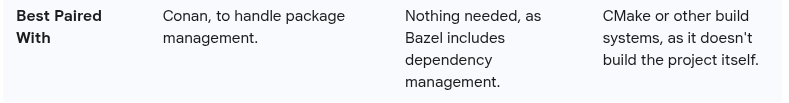 Best Paired With
Conan, to handle package
management.
Nothing needed, as
Bazel includes
dependency
management.
CMake or other build
systems, as it doesn't
build the project itself.